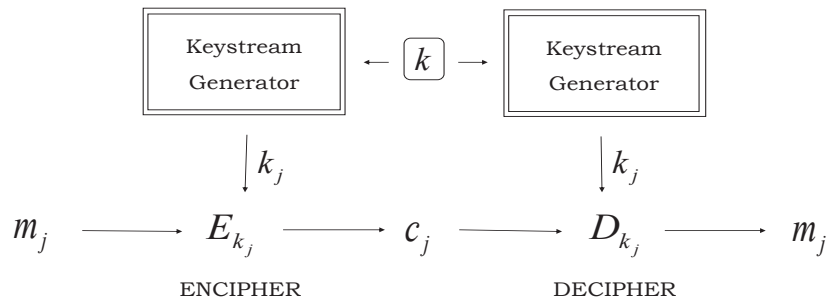 Keystream
Generator
k
Keystream
Generator
k_j
k_j
m_j
E_{k_j}
c_j
D_{k_j}
m_j
ENCIPHER
DECIPHER